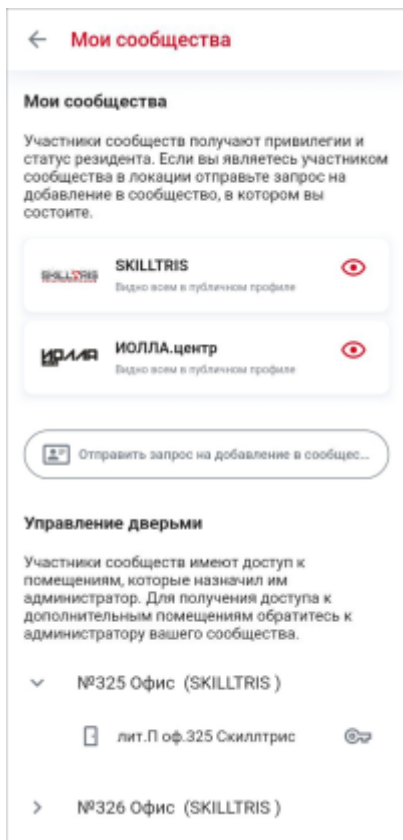 Мои сообщества
Мои сообщества
Участники сообществ получают привилегии и
статус резидента. Если вы являетесь участником
сообщества в локации отправьте запрос на
добавление в сообщество, в котором вы
состоите.
SKILLTRIS
SKILLTRIS
Видно всем в публичном профиле
ИОЛЛА
ИОЛЛА.центр
Видно всем в публичном профиле
Отправить запрос на добавление в сообщес...
Управление дверьми
Участники сообществ имеют доступ к
помещениям, которые назначил им
администратор. Для получения доступа к
дополнительным помещениям обратитесь к
администратору вашего сообщества.
№325 Офис (SKILLTRIS )
лит.П оф.325 Скиллтрис
№326 Офис (SKILLTRIS )